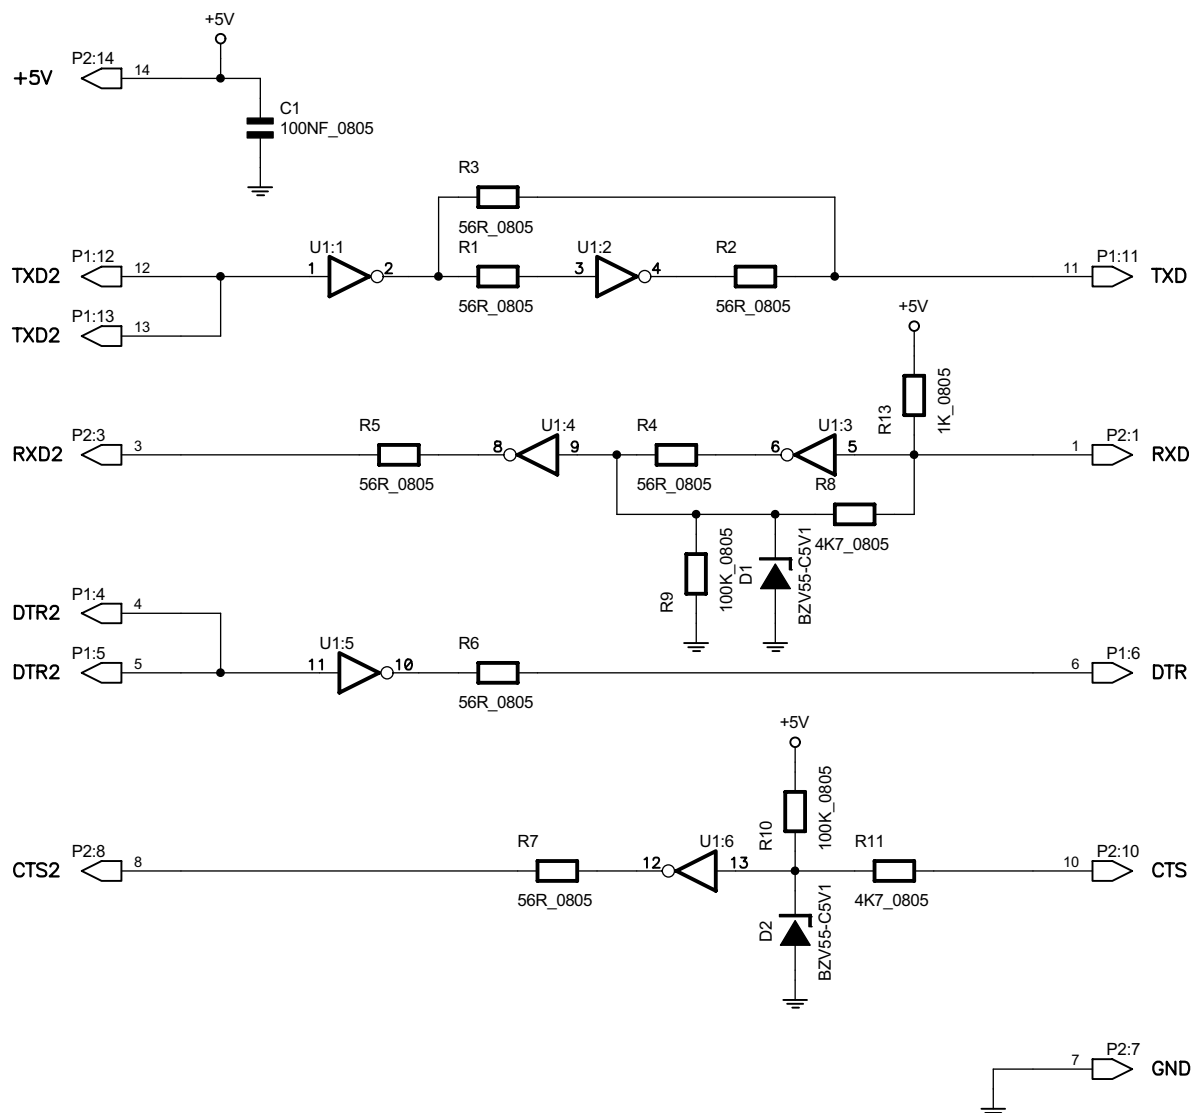 +5V
P2:14
+5V
14
C1
100NF_0805
R3
56R_0805
P1:12
TXD2
12
U1:1
1
2
R1
56R_0805
U1:2
3
4
R2
56R_0805
P1:11
11
TXD
P1:13
TXD2
13
+5V
R13
1K_0805
P2:3
RXD2
3
R5
56R_0805
U1:4
8
9
R4
56R_0805
U1:3
6
5
P2:1
1
RXD
R8
4K7_0805
R9
100K_0805
D1
BZV55-C5V1
P1:4
DTR2
4
P1:5
DTR2
5
U1:5
11
10
R6
56R_0805
P1:6
6
DTR
+5V
R10
100K_0805
P2:8
CTS2
8
R7
56R_0805
U1:6
12
13
R11
4K7_0805
P2:10
10
CTS
D2
BZV55-C5V1
P2:7
7
GND